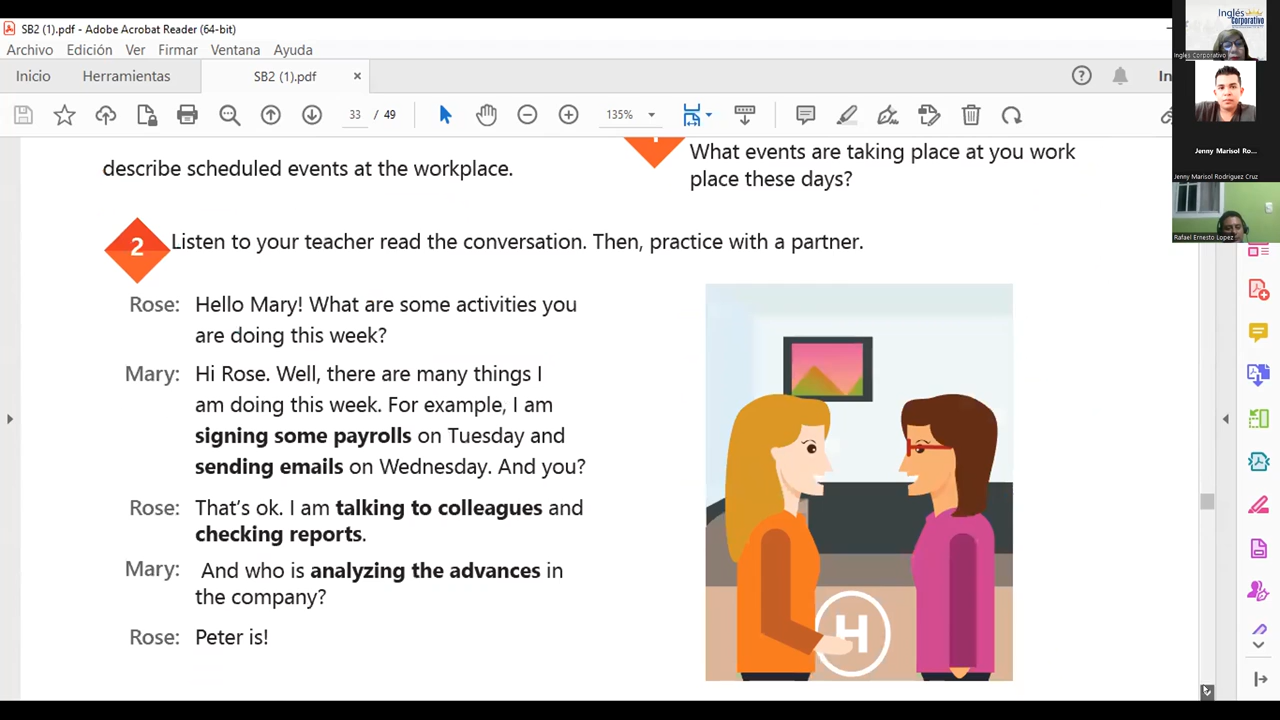 SB2 (1).pdf - Adobe Acrobat Reader (64-bit)
Archivo Edición Ver Firmar Ventana Ayuda
Inicio Herramientas SB2 (1).pdf ×
33 / 49 135%
describe scheduled events at the workplace.
What events are taking place at you work
place these days?
2 Listen to your teacher read the conversation. Then, practice with a partner.
Rose: Hello Mary! What are some activities you
are doing this week?
Mary: Hi Rose. Well, there are many things I
am doing this week. For example, I am
signing some payrolls on Tuesday and
sending emails on Wednesday. And you?
Rose: That's ok. I am talking to colleagues and
checking reports.
Mary: And who is analyzing the advances in
the company?
Rose: Peter is!
H
Inglés
Corporativo
Inglés Corporativo
Jenny Marisol Ro...
Jenny Marisol Rodriguez Cruz
Rafael Ernesto Lopez